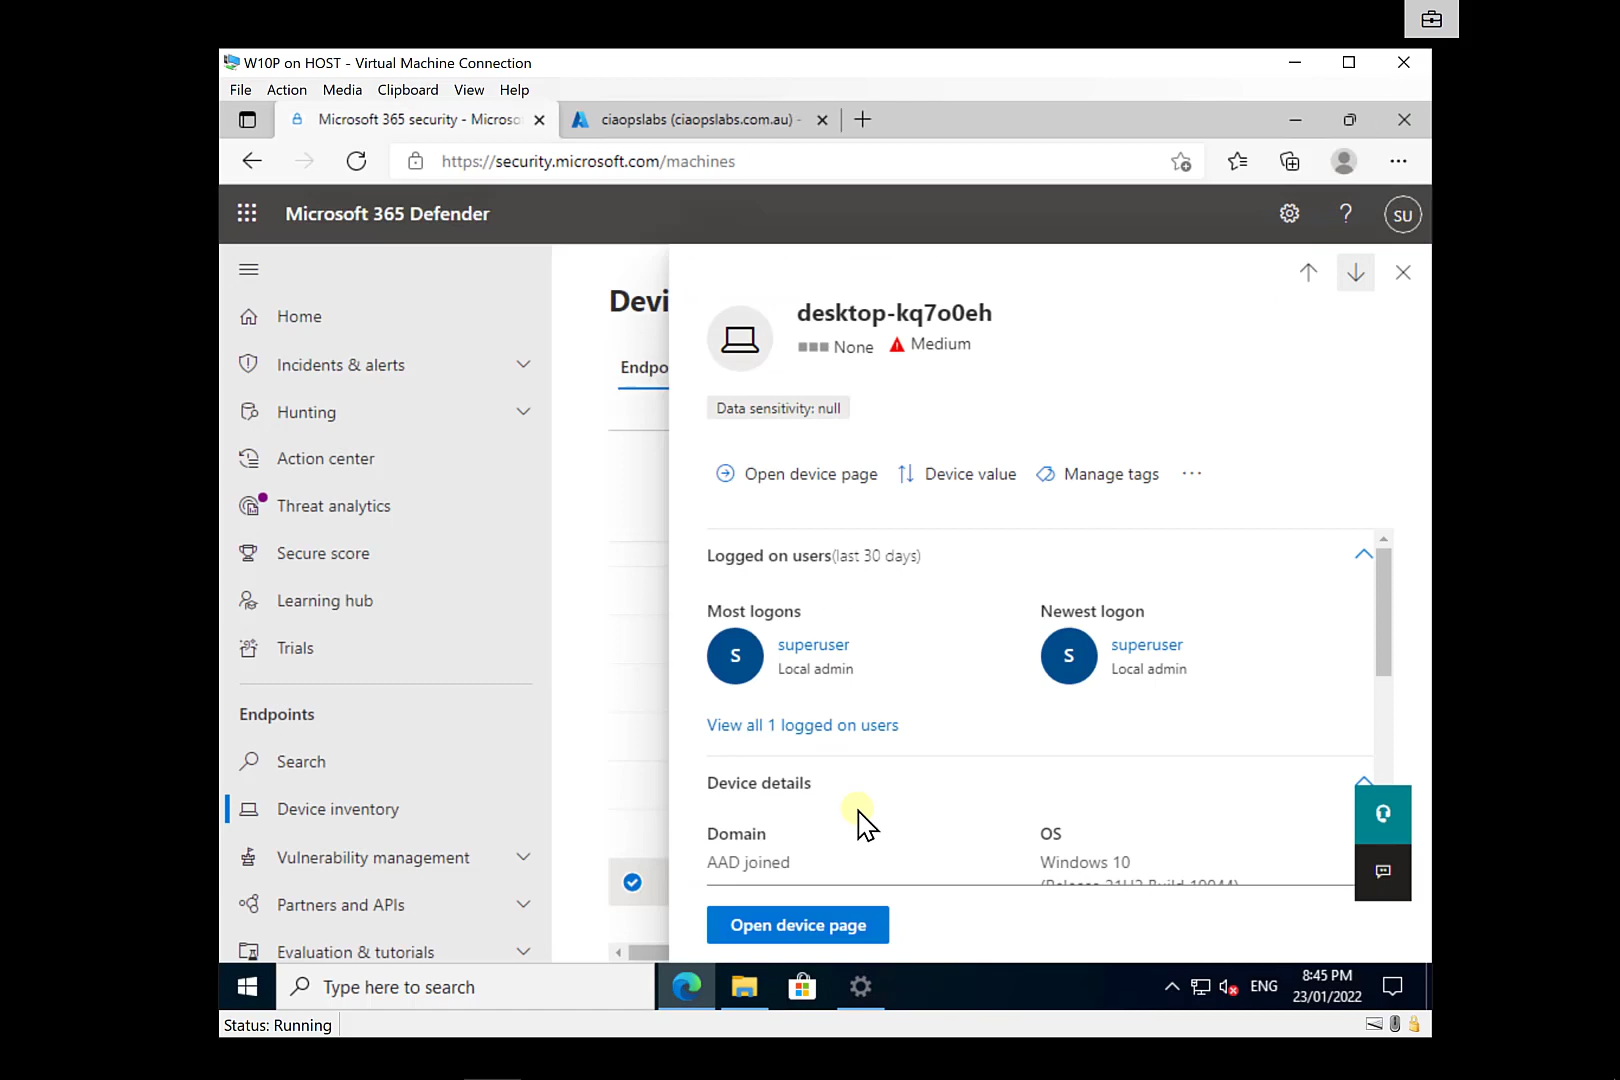 W10P on HOST - Virtual Machine Connection
File Action Media Clipboard View Help
Microsoft 365 security - Microso
ciaopslabs (ciaopslabs.com.au) -
https://security.microsoft.com/machines
Microsoft 365 Defender
SU
Home
Incidents & alerts
Hunting
Action center
Threat analytics
Secure score
Learning hub
Trials
Endpoints
Search
Device inventory
Vulnerability management
Partners and APIs
Evaluation & tutorials
Devi
Endpo
desktop-kq7o0eh
None Medium
Data sensitivity: null
Open device page Device value Manage tags
Logged on users(last 30 days)
Most logons Newest logon
S superuser S superuser
Local admin Local admin
View all 1 logged on users
Device details
Domain OS
AAD joined Windows 10
(Release 21H2 Build 19044)
Open device page
Type here to search
ENG
8:45 PM
23/01/2022
Status: Running